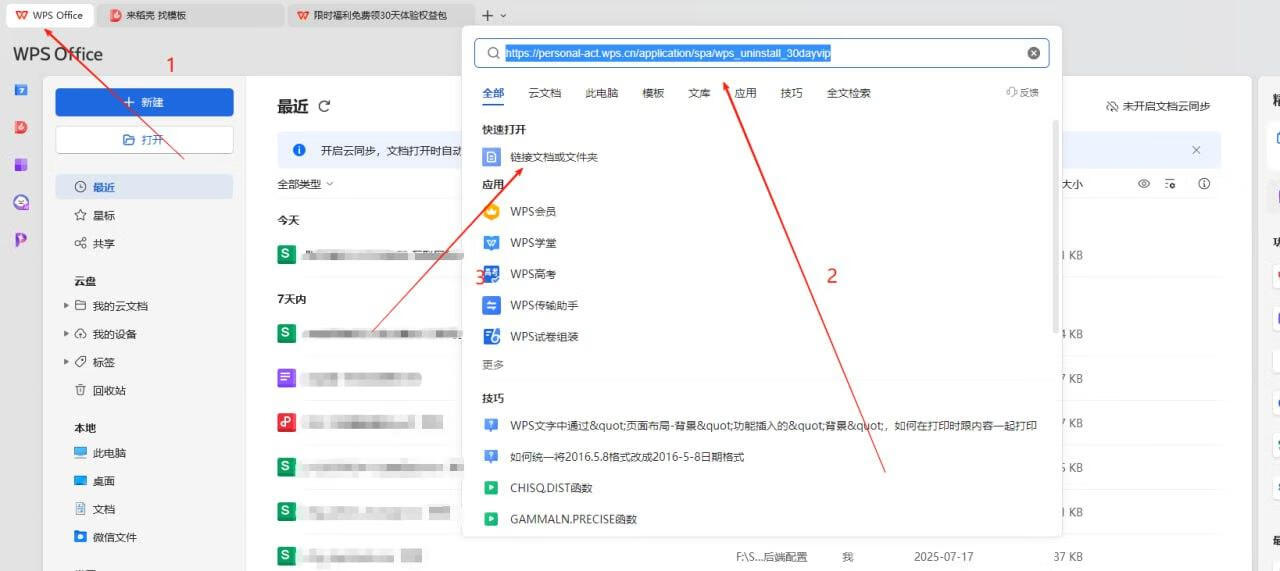 WPS Office
来稻壳 找模板
限时福利免费领30天体验权益包
WPS Office
1
新建
打开
最近
星标
共享
云盘
我的云文档
我的设备
标签
回收站
本地
此电脑
桌面
文档
微信文件
最近
未开启文档云同步
开启云同步，文档打开时自动
全部类型
大小
今天
KB
7天内
4 KB
7 KB
KB
KB
KB
F:\S...后端配置 我 2025-07-17 37 KB
https://personal-act.wps.cn/application/spa/wps_uninstall_30dayvip
全部 云文档 此电脑 模板 文库 应用 技巧 全文检索 反馈
快速打开
链接文档或文件夹
应用
WPS会员
WPS学堂
高考
WPS高考
WPS传输助手
WPS试卷组装
更多
技巧
WPS文字中通过&quot;页面布局-背景&quot;功能插入的&quot;背景&quot;，如何在打印时跟内容一起打印
如何统一将2016.5.8格式改成2016-5-8日期格式
CHISQ.DIST函数
GAMMALN.PRECISE函数
2
3